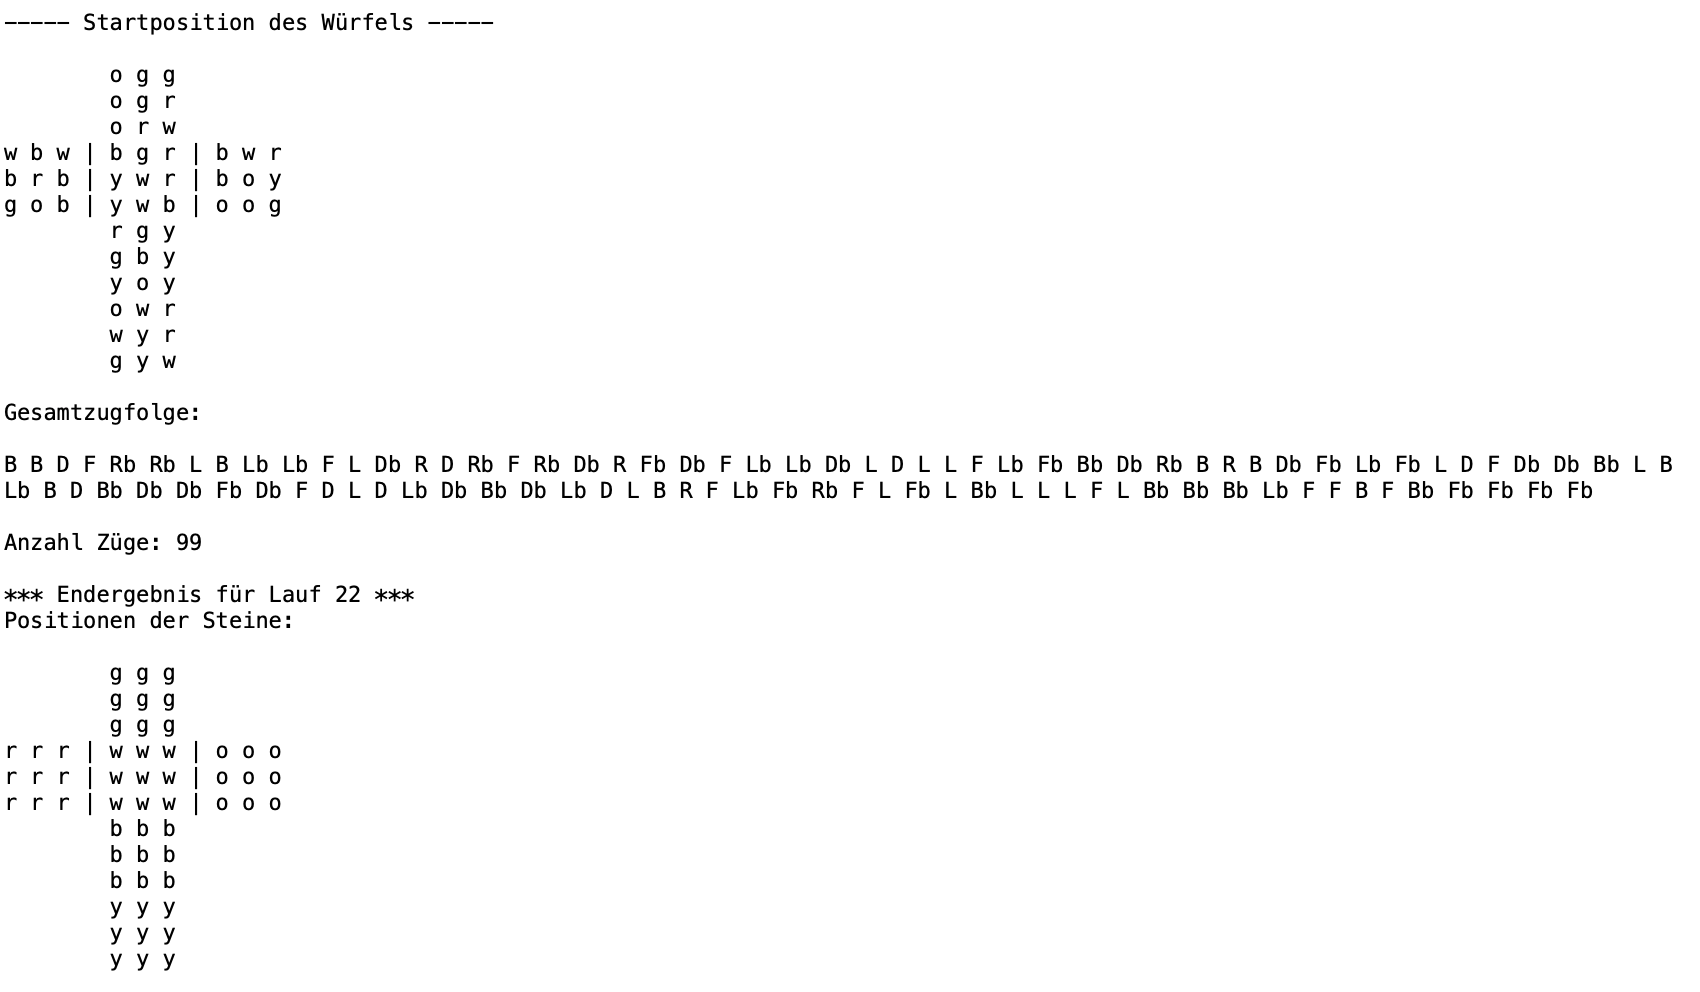 ----- Startposition des Würfels -----
o g g
o g r
o r w
w b w | b g r | b w r
b r b | y w r | b o y
g o b | y w b | o o g
r g y
g b y
y o y
o w r
w y r
g y w
Gesamtzugfolge:
B B D F Rb Rb L B Lb Lb F L Db R D Rb F Rb Db R Fb Db F Lb Lb Db L D L L F Lb Fb Bb Db Rb B R B Db Fb Lb Fb L D F Db Db Bb L B
Lb B D Bb Db Db Fb Db F D L D Lb Db Bb Db Lb D L B R F Lb Fb Rb F L Fb L Bb L L L F L Bb Bb Bb Lb F F B F Bb Fb Fb Fb Fb
Anzahl Züge: 99
*** Endergebnis für Lauf 22 ***
Positionen der Steine:
g g g
g g g
g g g
r r r | w w w | o o o
r r r | w w w | o o o
r r r | w w w | o o o
b b b
b b b
b b b
y y y
y y y
y y y